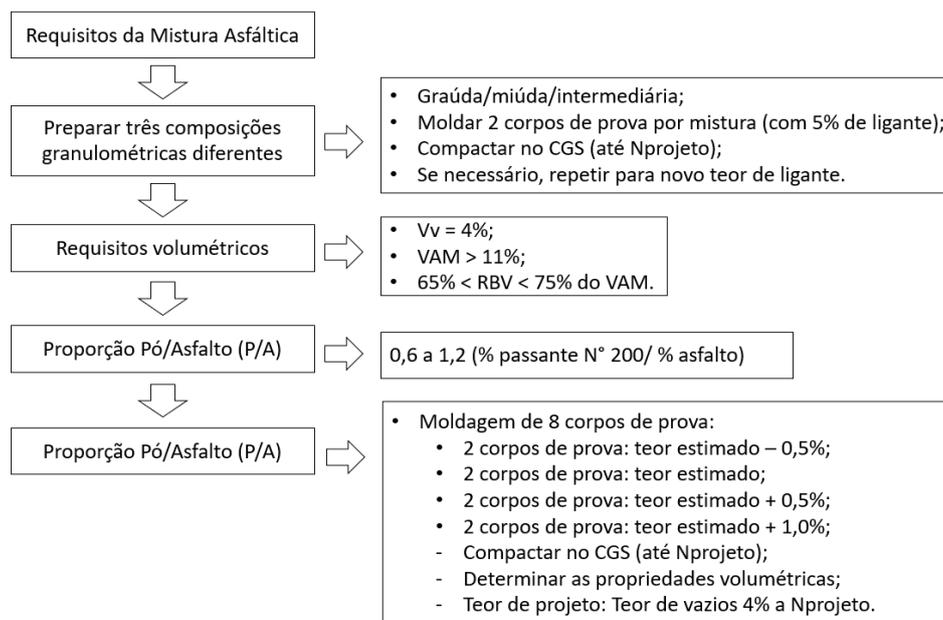 Requisitos da Mistura Asfáltica
Preparar três composições
granulométricas diferentes
• Graúda/miúda/intermediária;
• Moldar 2 corpos de prova por mistura (com 5% de ligante);
• Compactar no CGS (até Nprojeto);
• Se necessário, repetir para novo teor de ligante.
Requisitos volumétricos
• Vv = 4%;
• VAM > 11%;
• 65% < RBV < 75% do VAM.
Proporção Pó/Asfalto (P/A)
0,6 a 1,2 (% passante N° 200/ % asfalto)
Proporção Pó/Asfalto (P/A)
• Moldagem de 8 corpos de prova:
• 2 corpos de prova: teor estimado – 0,5%;
• 2 corpos de prova: teor estimado;
• 2 corpos de prova: teor estimado + 0,5%;
• 2 corpos de prova: teor estimado + 1,0%;
- Compactar no CGS (até Nprojeto);
- Determinar as propriedades volumétricas;
- Teor de projeto: Teor de vazios 4% a Nprojeto.